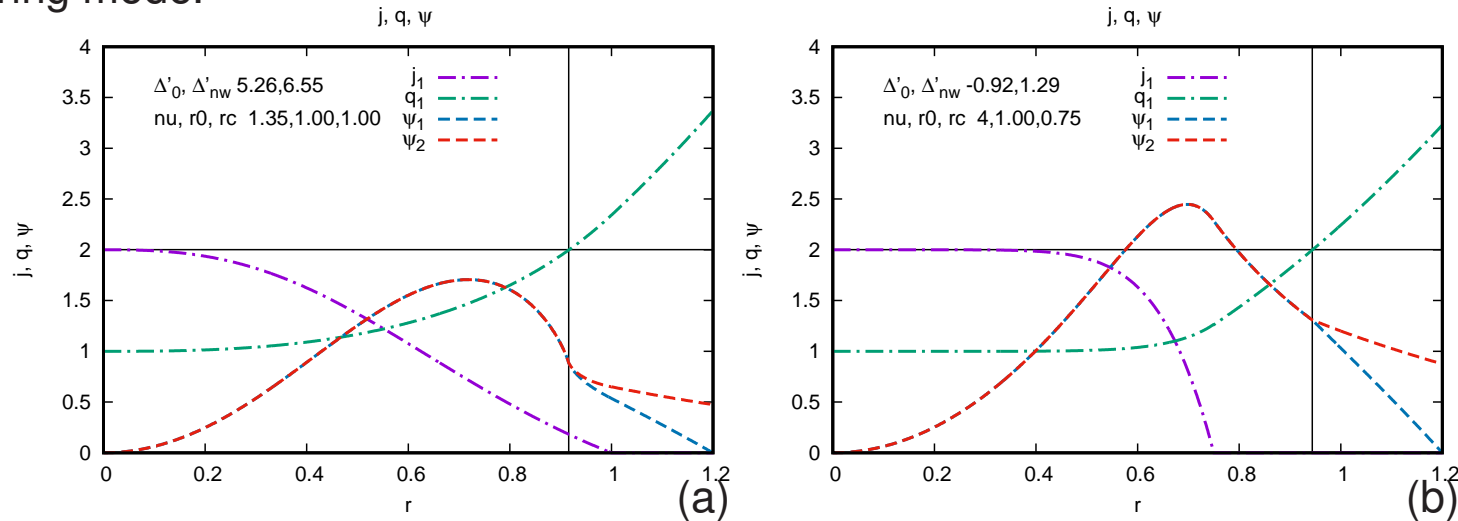 ring mode.
j, q, ψ
4
3.5
3
2.5
2
1.5
1
0.5
0
0 0.2 0.4 0.6 0.8 1 1.2
j, q, ψ
r
Δ'0, Δ'nw 5.26,6.55
nu, r0, rc 1.35,1.00,1.00
j1
q1
ψ1
ψ2
(a)
j, q, ψ
4
3.5
3
2.5
2
1.5
1
0.5
0
0 0.2 0.4 0.6 0.8 1 1.2
j, q, ψ
r
Δ'0, Δ'nw -0.92,1.29
nu, r0, rc 4,1.00,0.75
j1
q1
ψ1
ψ2
(b)